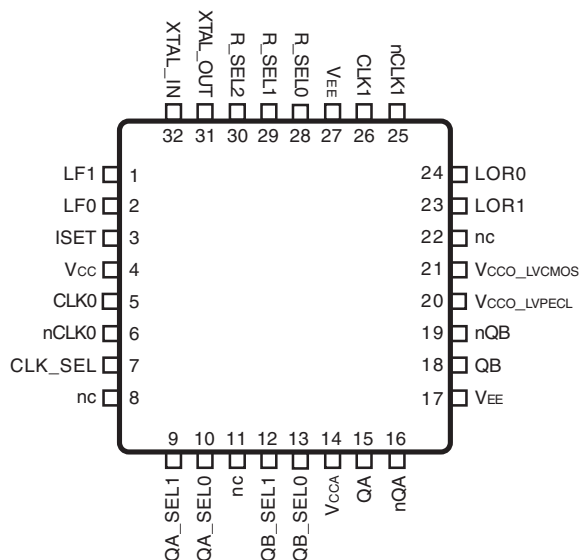 XTAL_IN
XTAL_OUT
R_SEL2
R_SEL1
R_SEL0
VEE
CLK1
nCLK1
32 31 30 29 28 27 26 25
LF1 1
LF0 2
ISET 3
VCC 4
CLK0 5
nCLK0 6
CLK_SEL 7
nc 8
24 LOR0
23 LOR1
22 nc
21 VCCO_LVCMOS
20 VCCO_LVPECL
19 nQB
18 QB
17 VEE
9 10 11 12 13 14 15 16
QA_SEL1
QA_SEL0
nc
QB_SEL1
QB_SEL0
VCCA
QA
nQA